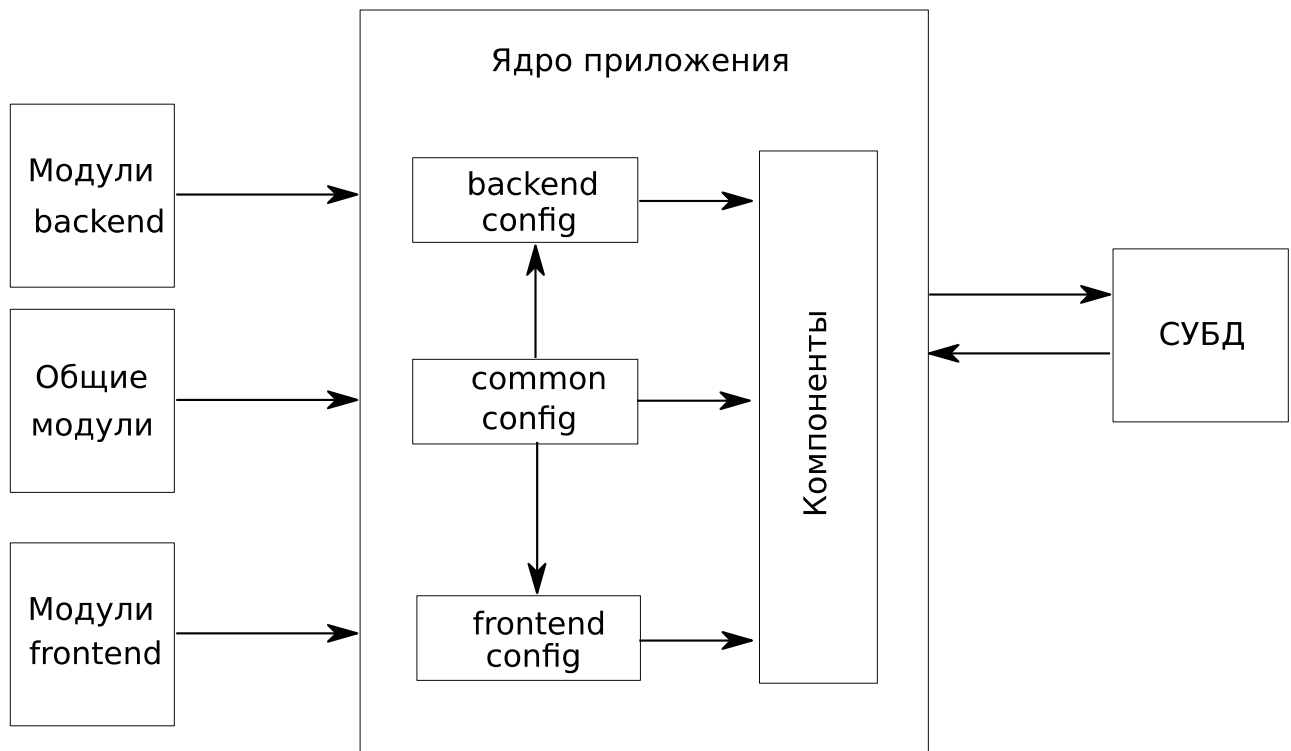 Ядро приложения
Модули
backend
Общие
модули
Модули
frontend
backend
config
common
config
frontend
config
Компоненты
СУБД